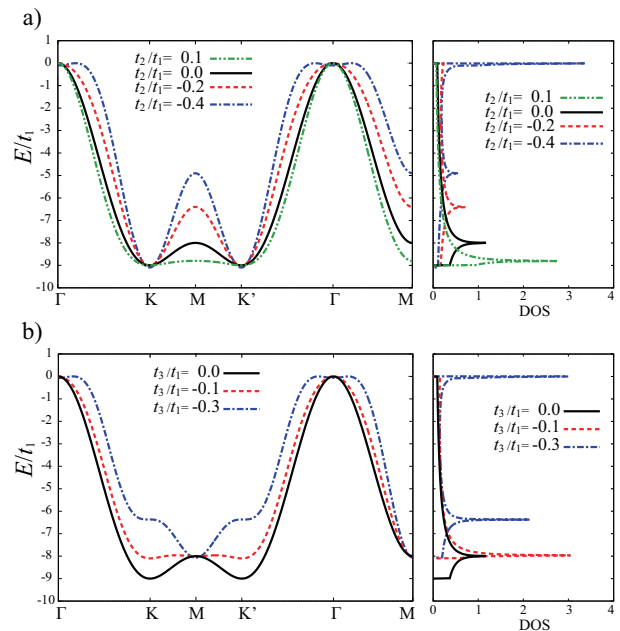 a)
E/t₁
1
0
-1
-2
-3
-4
-5
-6
-7
-8
-9
-10
t₂/t₁= 0.1
t₂/t₁= 0.0
t₂/t₁= -0.2
t₂/t₁= -0.4
Γ K M K' Γ M
t₂/t₁= 0.1
t₂/t₁= 0.0
t₂/t₁= -0.2
t₂/t₁= -0.4
0 1 2 3 4
DOS
b)
E/t₁
1
0
-1
-2
-3
-4
-5
-6
-7
-8
-9
-10
t₃/t₁= 0.0
t₃/t₁= -0.1
t₃/t₁= -0.3
Γ K M K' Γ M
t₃/t₁= 0.0
t₃/t₁= -0.1
t₃/t₁= -0.3
0 1 2 3 4
DOS